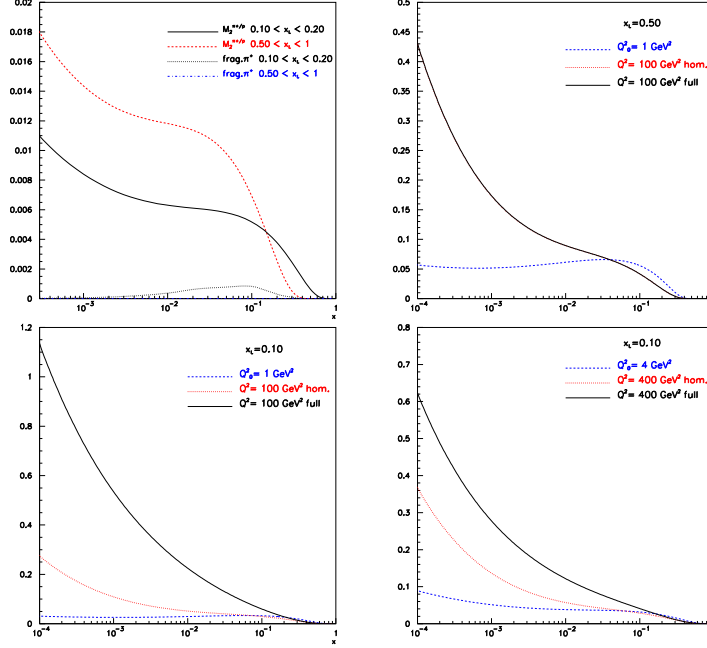 0.02
0.018
0.016
0.014
0.012
0.01
0.008
0.006
0.004
0.002
0
M₂ⁿ⁺/ᵖ 0.10 < x_L < 0.20
M₂ⁿ⁺/ᵖ 0.50 < x_L < 1
frag.π⁺ 0.10 < x_L < 0.20
frag.π⁺ 0.50 < x_L < 1
10⁻³ 10⁻² 10⁻¹ 1
x
0.5
0.45
0.4
0.35
0.3
0.25
0.2
0.15
0.1
0.05
0
x_L=0.50
Q²₀= 1 GeV²
Q²= 100 GeV² hom.
Q²= 100 GeV² full
10⁻⁴ 10⁻³ 10⁻² 10⁻¹
1.2
1
0.8
0.6
0.4
0.2
0
x_L=0.10
Q²₀= 1 GeV²
Q²= 100 GeV² hom.
Q²= 100 GeV² full
10⁻⁴ 10⁻³ 10⁻² 10⁻¹ 1
x
0.8
0.7
0.6
0.5
0.4
0.3
0.2
0.1
0
x_L=0.10
Q²₀= 4 GeV²
Q²= 400 GeV² hom.
Q²= 400 GeV² full
10⁻⁴ 10⁻³ 10⁻² 10⁻¹